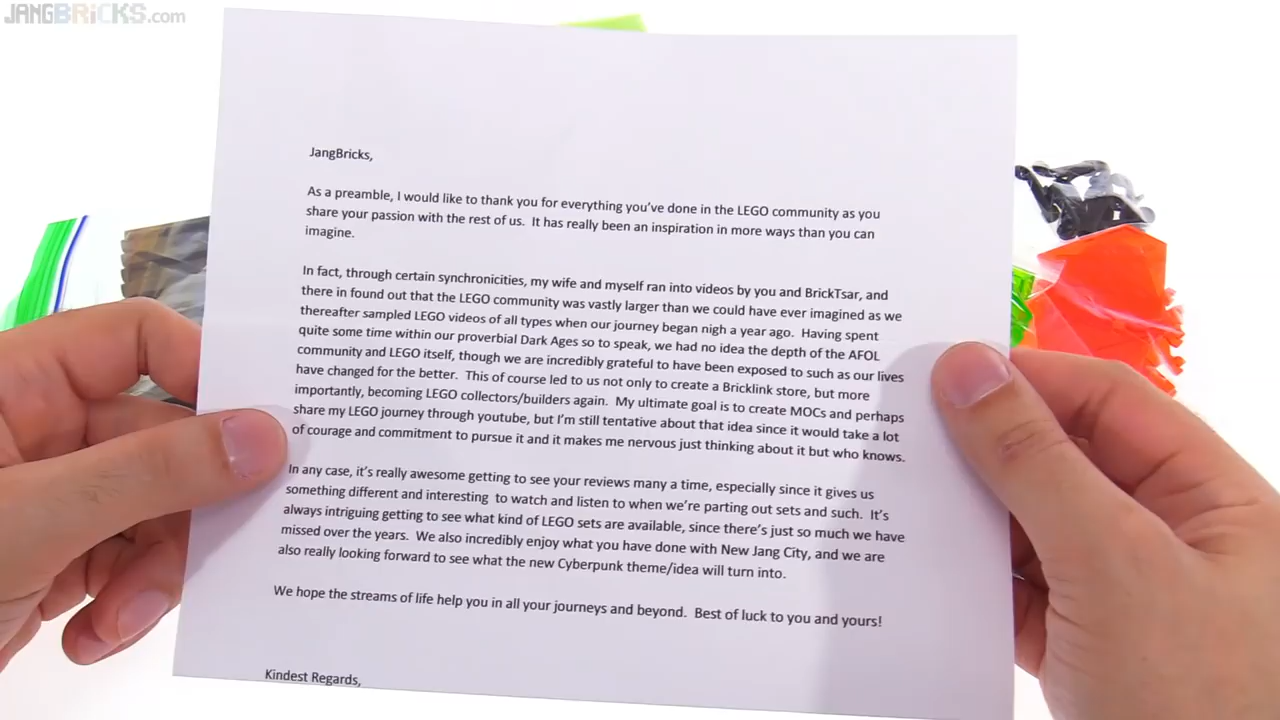 JANGBRiCKS.com
JangBricks,
As a preamble, I would like to thank you for everything you've done in the LEGO community as you
share your passion with the rest of us.  It has really been an inspiration in more ways than you can
imagine.
In fact, through certain synchronicities, my wife and myself ran into videos by you and BrickTsar, and
there in found out that the LEGO community was vastly larger than we could have ever imagined as we
thereafter sampled LEGO videos of all types when our journey began nigh a year ago.  Having spent
quite some time within our proverbial Dark Ages so to speak, we had no idea the depth of the AFOL
community and LEGO itself, though we are incredibly grateful to have been exposed to such as our lives
have changed for the better.  This of course led to us not only to create a Bricklink store, but more
importantly, becoming LEGO collectors/builders again.  My ultimate goal is to create MOCs and perhaps
share my LEGO journey through youtube, but I'm still tentative about that idea since it would take a lot
of courage and commitment to pursue it and it makes me nervous just thinking about it but who knows.
In any case, it's really awesome getting to see your reviews many a time, especially since it gives us
something different and interesting  to watch and listen to when we're parting out sets and such.  It's
always intriguing getting to see what kind of LEGO sets are available, since there's just so much we have
missed over the years.  We also incredibly enjoy what you have done with New Jang City, and we are
also really looking forward to see what the new Cyberpunk theme/idea will turn into.
We hope the streams of life help you in all your journeys and beyond.  Best of luck to you and yours!
Kindest Regards,